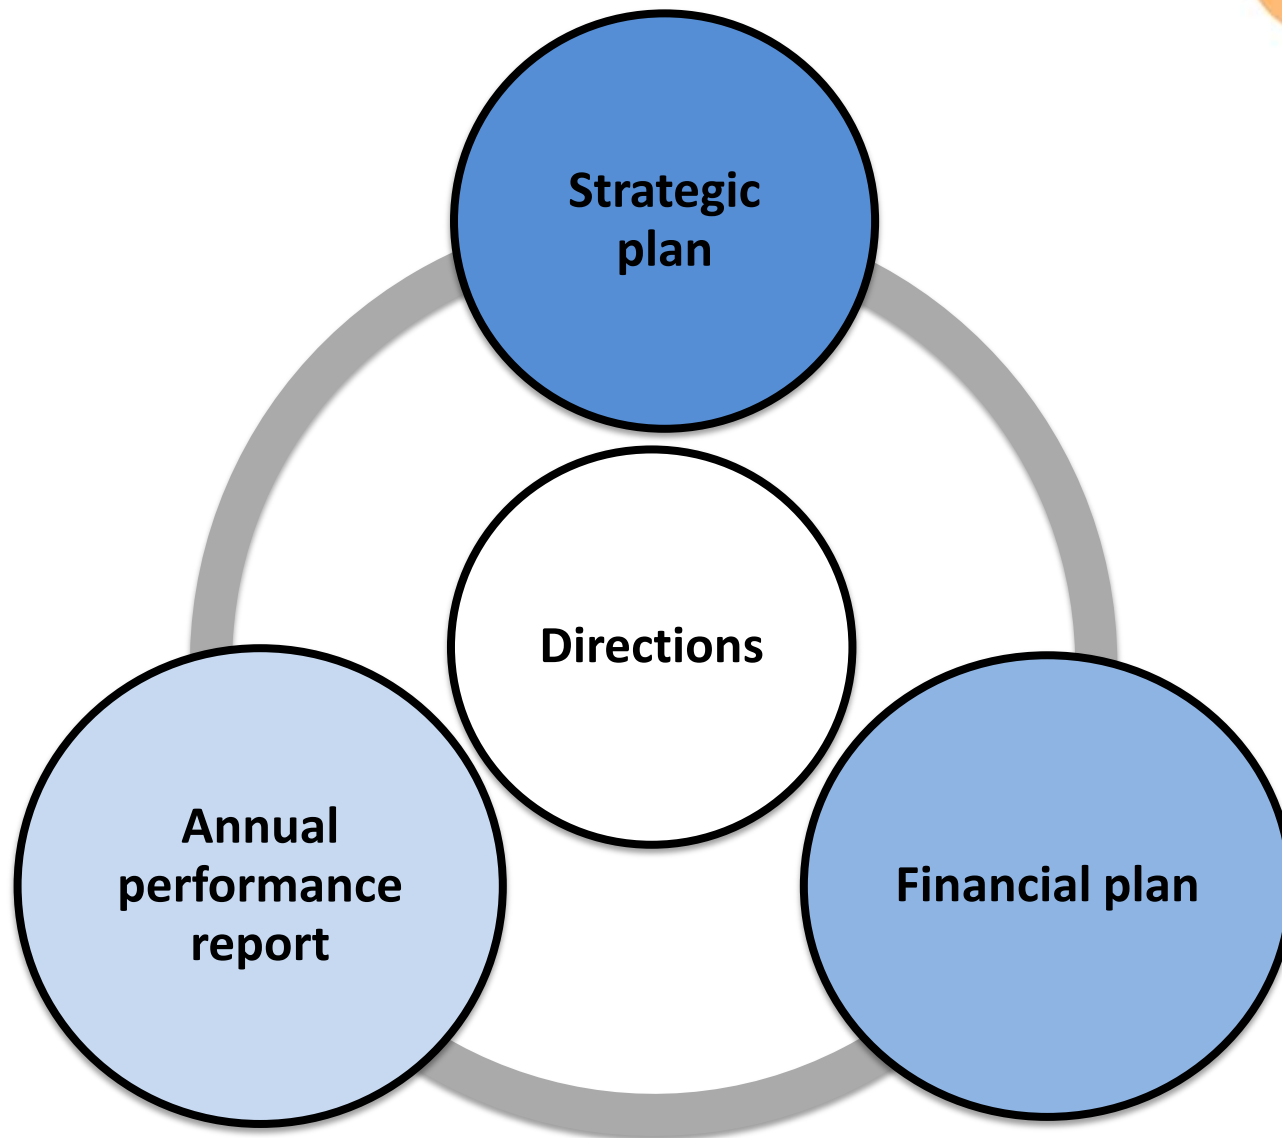 Strategic
plan
Directions
Annual
performance
report
Financial plan